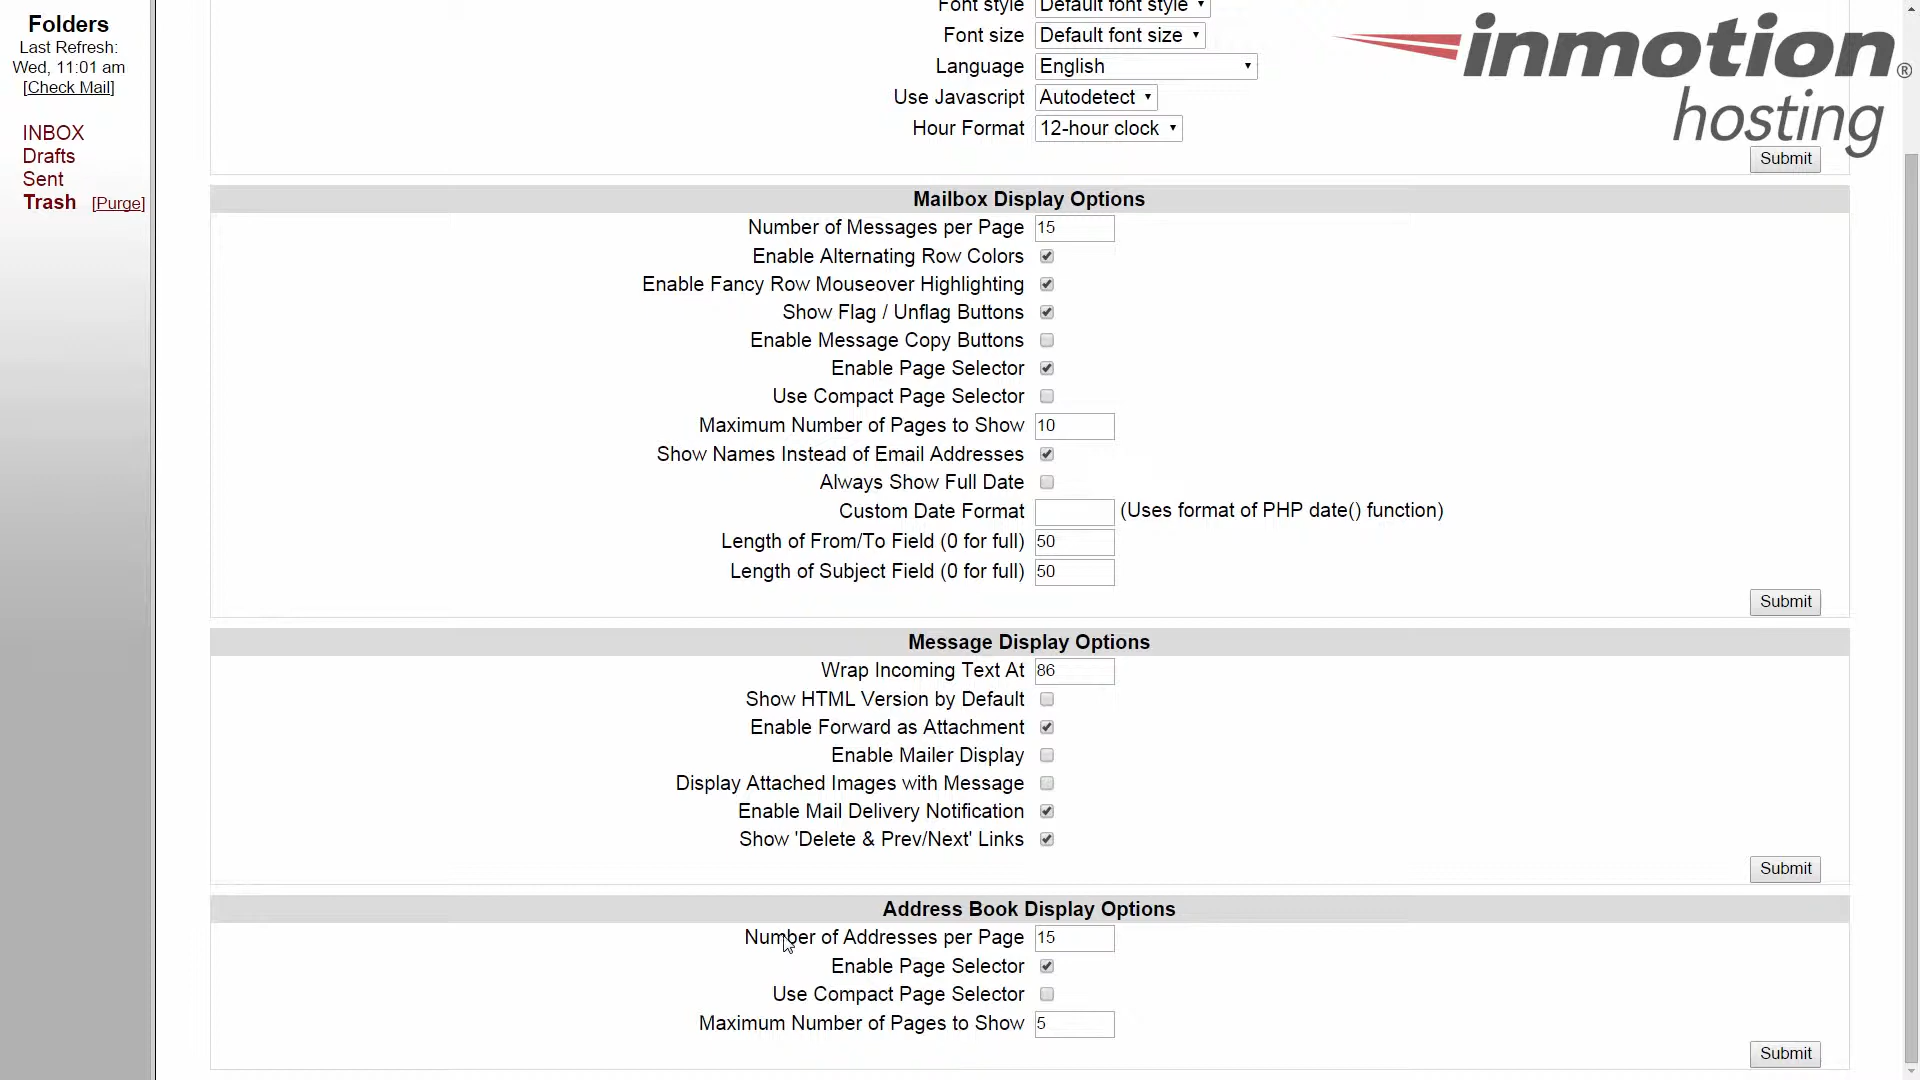 Folders
Last Refresh:
Wed, 11:01 am
[Check Mail]
INBOX
Drafts
Sent
Trash [Purge]
Font style Default font style
Font size Default font size
Language English
Use Javascript Autodetect
Hour Format 12-hour clock
inmotion®
hosting
Submit
Mailbox Display Options
Number of Messages per Page 15
Enable Alternating Row Colors
Enable Fancy Row Mouseover Highlighting
Show Flag / Unflag Buttons
Enable Message Copy Buttons
Enable Page Selector
Use Compact Page Selector
Maximum Number of Pages to Show 10
Show Names Instead of Email Addresses
Always Show Full Date
Custom Date Format (Uses format of PHP date() function)
Length of From/To Field (0 for full) 50
Length of Subject Field (0 for full) 50
Submit
Message Display Options
Wrap Incoming Text At 86
Show HTML Version by Default
Enable Forward as Attachment
Enable Mailer Display
Display Attached Images with Message
Enable Mail Delivery Notification
Show 'Delete & Prev/Next' Links
Submit
Address Book Display Options
Number of Addresses per Page 15
Enable Page Selector
Use Compact Page Selector
Maximum Number of Pages to Show 5
Submit